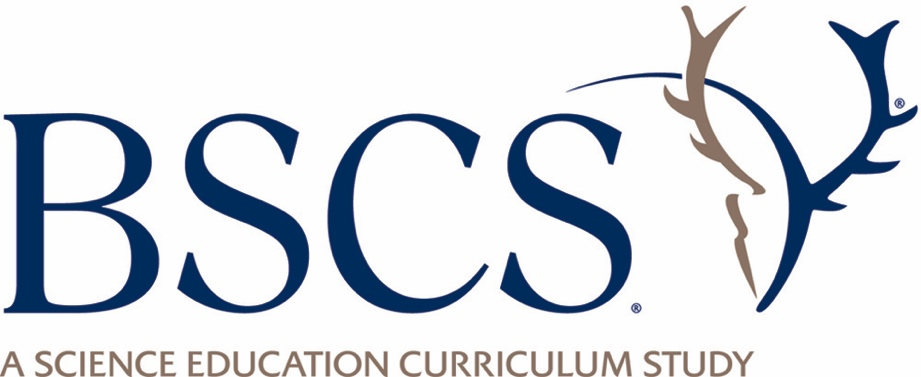 BSCS®
®
A SCIENCE EDUCATION CURRICULUM STUDY